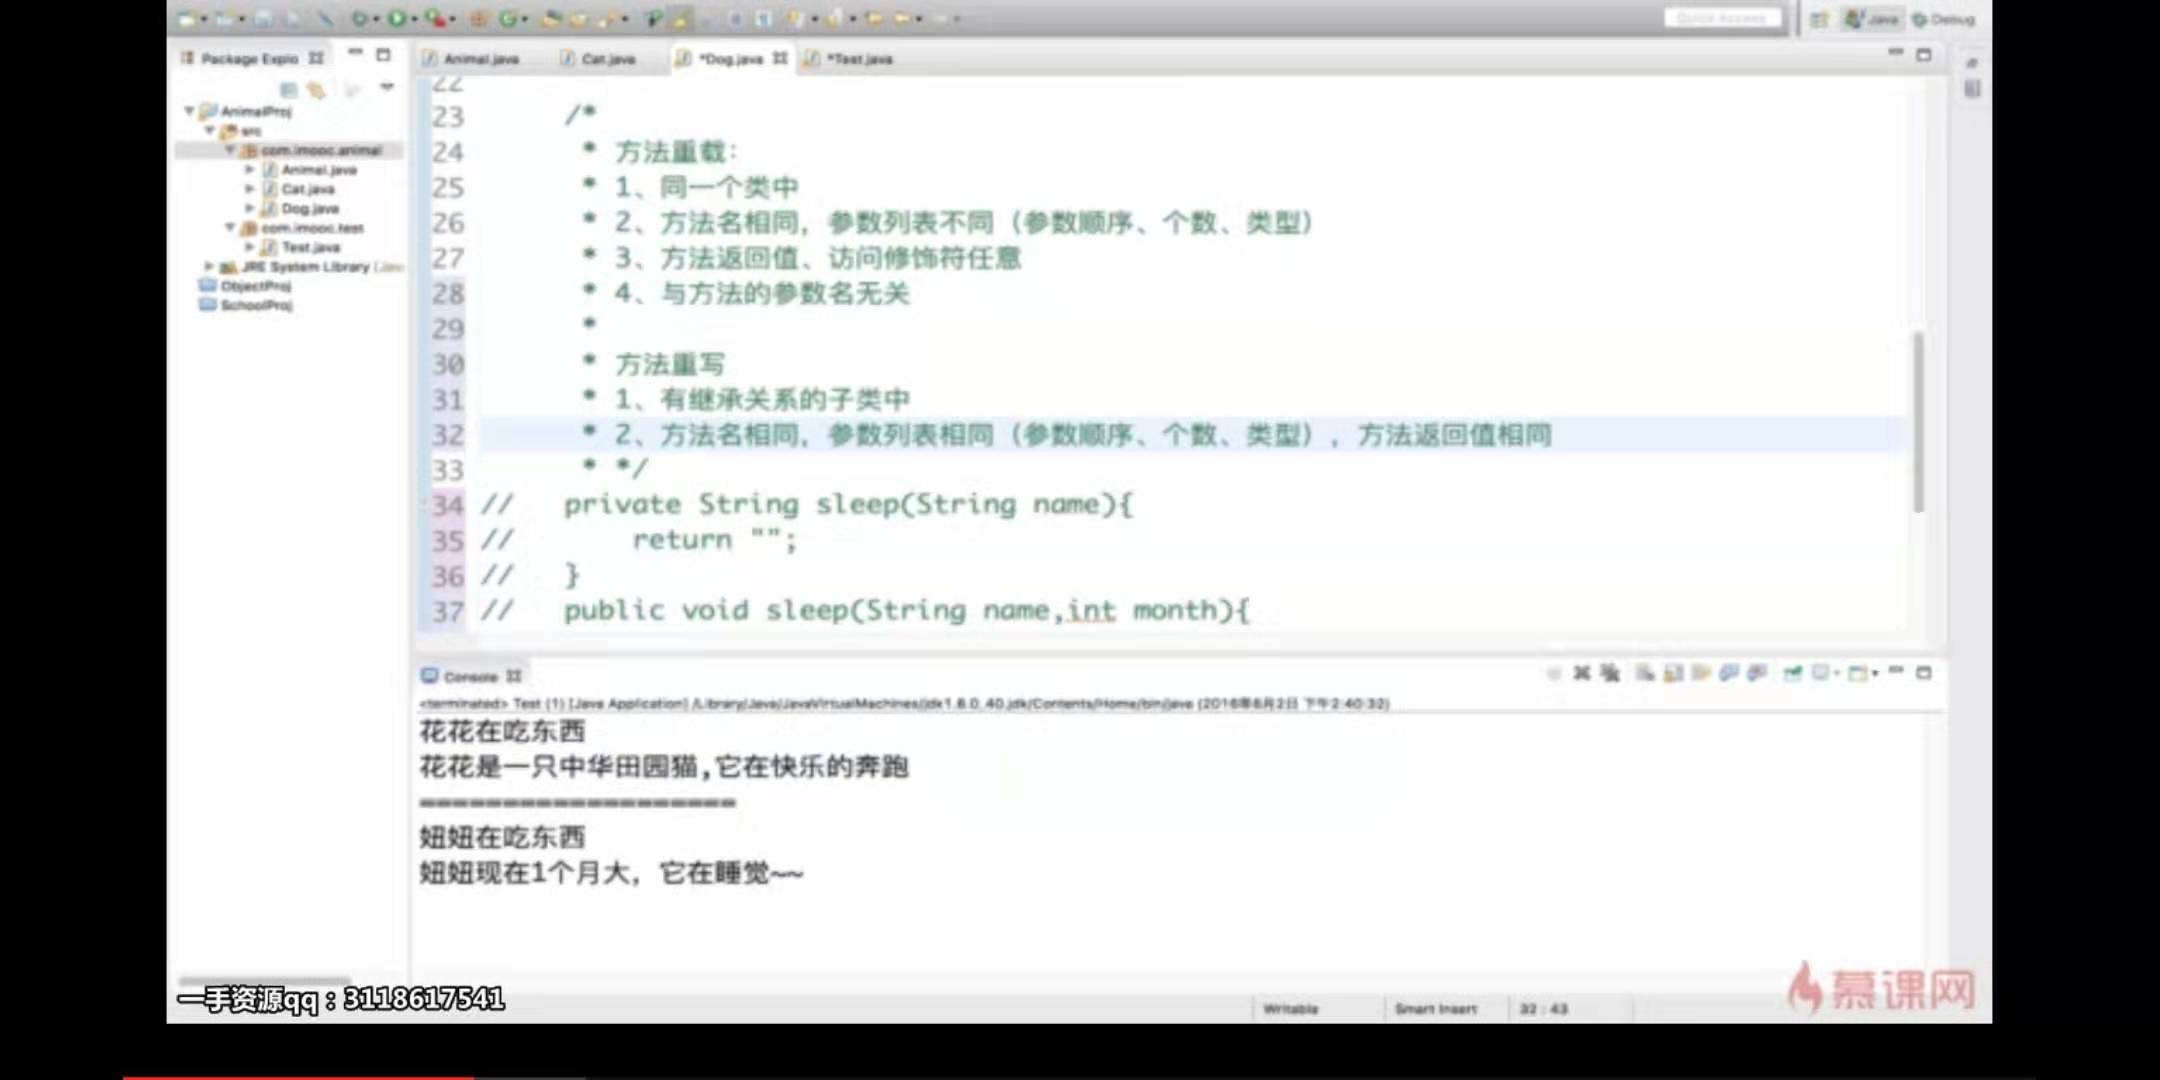 Quick Access
Java
Debug
Package Explo
Animal.java
Cat.java
*Dog.java
*Test.java
AnimalProj
src
com.imooc.animal
Animal.java
Cat.java
Dog.java
com.imooc.test
Test.java
JRE System Library [Jav
ObjectProj
SchoolProj
22
23 /*
24 * 方法重载：
25 * 1、同一个类中
26 * 2、方法名相同，参数列表不同（参数顺序、个数、类型）
27 * 3、方法返回值、访问修饰符任意
28 * 4、与方法的参数名无关
29 *
30 * 方法重写
31 * 1、有继承关系的子类中
32 * 2、方法名相同，参数列表相同（参数顺序、个数、类型），方法返回值相同
33 * */
34 // private String sleep(String name){
35 // return "";
36 // }
37 // public void sleep(String name,int month){
Console
<terminated> Test (1) [Java Application] /Library/Java/JavaVirtualMachines/jdk1.8.0_40.jdk/Contents/Home/bin/java (2016年6月2日 下午2:40:32)
花花在吃东西
花花是一只中华田园猫,它在快乐的奔跑
===================
妞妞在吃东西
妞妞现在1个月大，它在睡觉~~
一手资源qq：3118617541
Writable
Smart Insert
32 : 43
慕课网